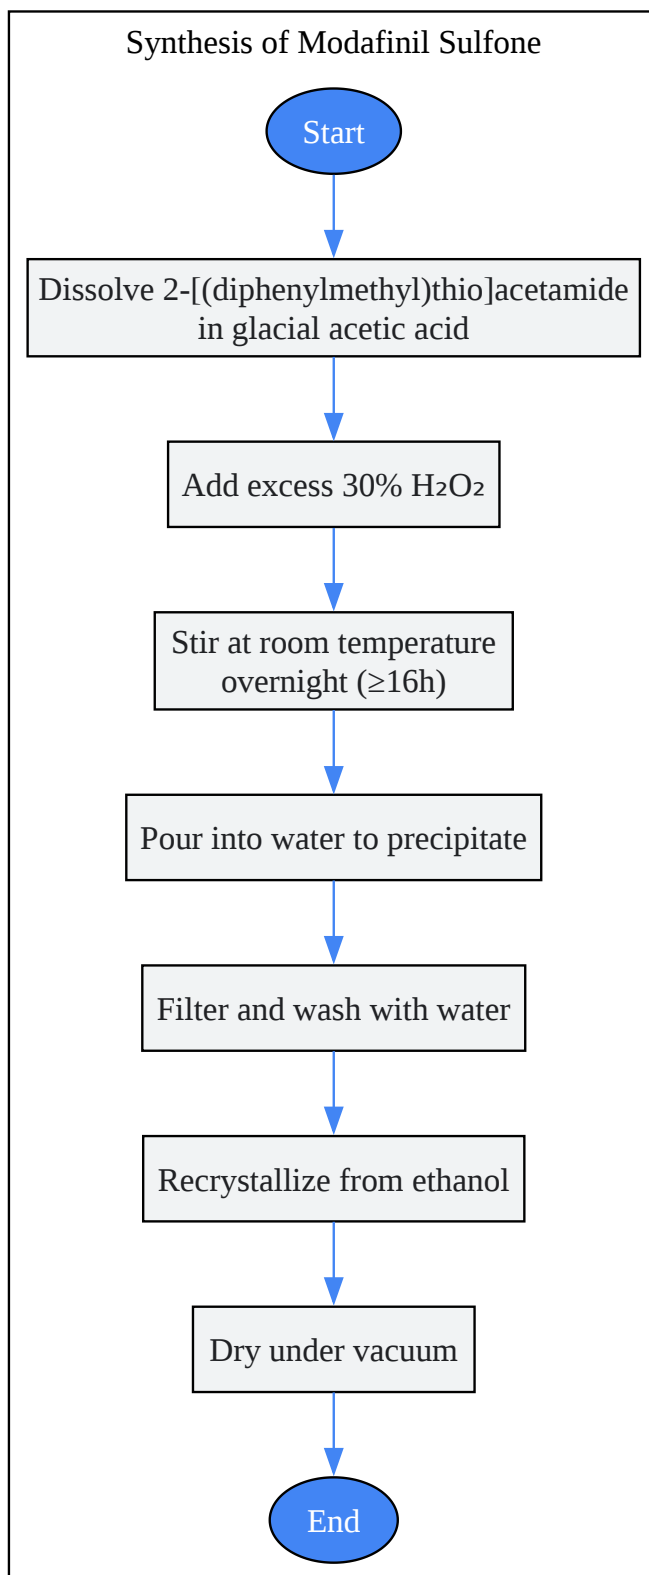 Synthesis of Modafinil Sulfone
Start
Dissolve 2-[(diphenylmethyl)thio]acetamide
in glacial acetic acid
Add excess 30% H₂O₂
Stir at room temperature
overnight (≥16h)
Pour into water to precipitate
Filter and wash with water
Recrystallize from ethanol
Dry under vacuum
End